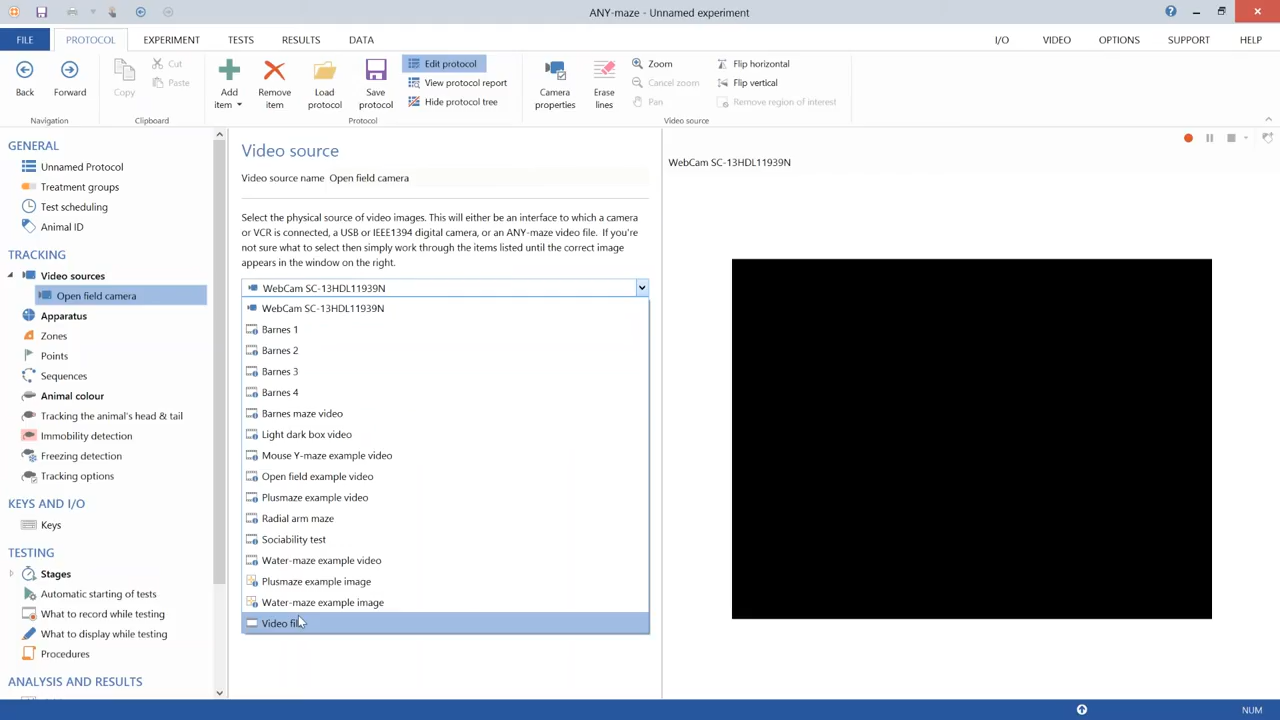 ANY-maze - Unnamed experiment
FILE PROTOCOL EXPERIMENT TESTS RESULTS DATA I/O VIDEO OPTIONS SUPPORT HELP
Back Forward Copy Cut Paste Add item Remove item Load protocol Save protocol Edit protocol View protocol report Hide protocol tree Camera properties Erase lines Zoom Cancel zoom Pan Flip horizontal Flip vertical Remove region of interest
Navigation Clipboard Protocol Video source
GENERAL
Unnamed Protocol
Treatment groups
Test scheduling
Animal ID
TRACKING
Video sources
Open field camera
Apparatus
Zones
Points
Sequences
Animal colour
Tracking the animal's head & tail
Immobility detection
Freezing detection
Tracking options
KEYS AND I/O
Keys
TESTING
Stages
Automatic starting of tests
What to record while testing
What to display while testing
Procedures
ANALYSIS AND RESULTS
Video source
Video source name Open field camera
Select the physical source of video images. This will either be an interface to which a camera
or VCR is connected, a USB or IEEE1394 digital camera, or an ANY-maze video file. If you're
not sure what to select then simply work through the items listed until the correct image
appears in the window on the right.
WebCam SC-13HDL11939N
WebCam SC-13HDL11939N
Barnes 1
Barnes 2
Barnes 3
Barnes 4
Barnes maze video
Light dark box video
Mouse Y-maze example video
Open field example video
Plusmaze example video
Radial arm maze
Sociability test
Water-maze example video
Plusmaze example image
Water-maze example image
Video
WebCam SC-13HDL11939N
NUM